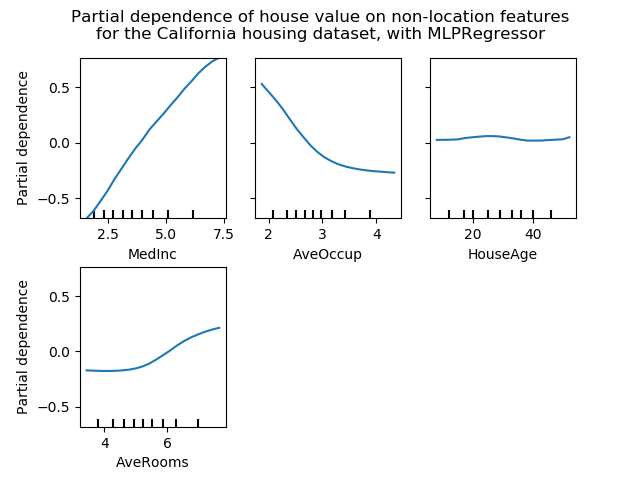 Partial dependence of house value on non-location features
for the California housing dataset, with MLPRegressor
Partial dependence
0.5
0.0
−0.5
2.5 5.0 7.5
MedInc
2 3 4
AveOccup
20 40
HouseAge
Partial dependence
0.5
0.0
−0.5
4 6
AveRooms